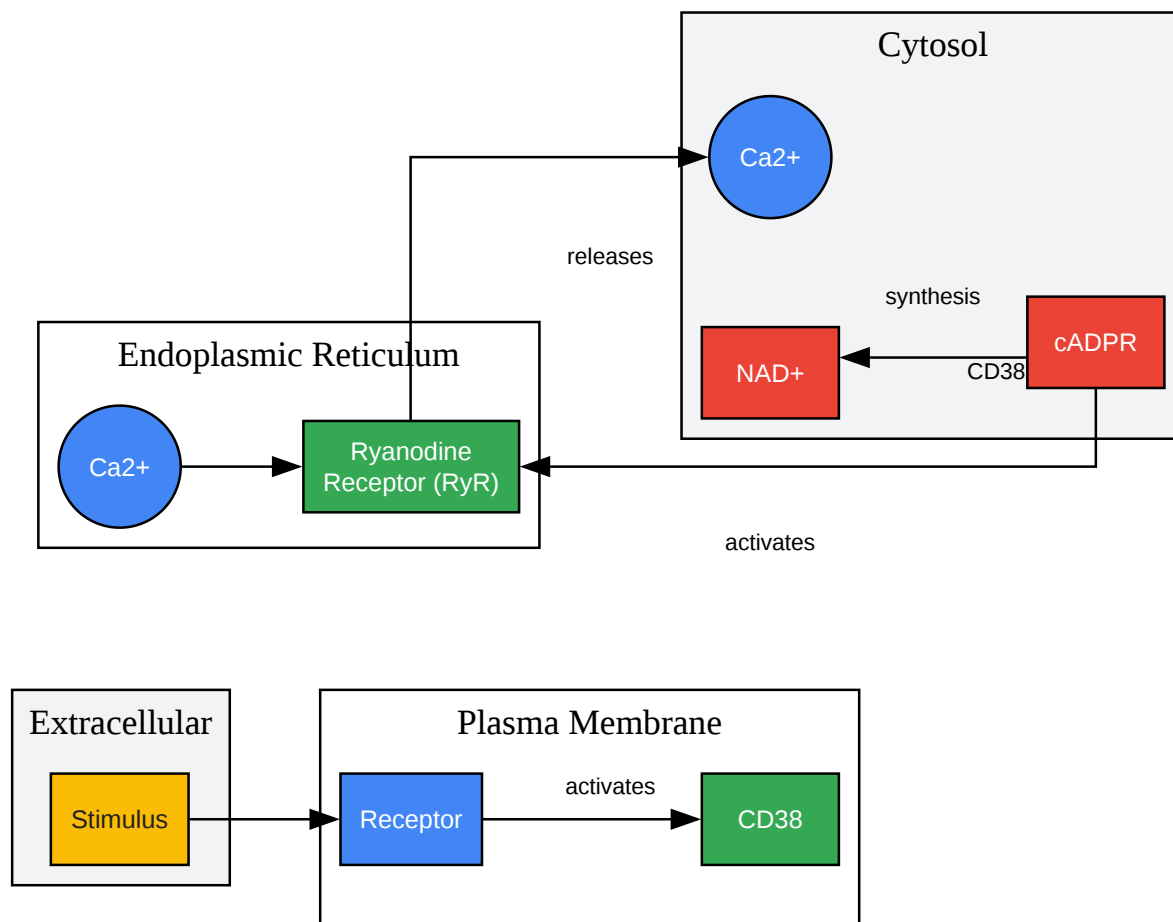 Cytosol
Ca2+
releases
synthesis
cADPR
NAD+
CD38
Endoplasmic Reticulum
Ca2+
Ryanodine
Receptor (RyR)
activates
Extracellular
Stimulus
Plasma Membrane
Receptor
activates
CD38